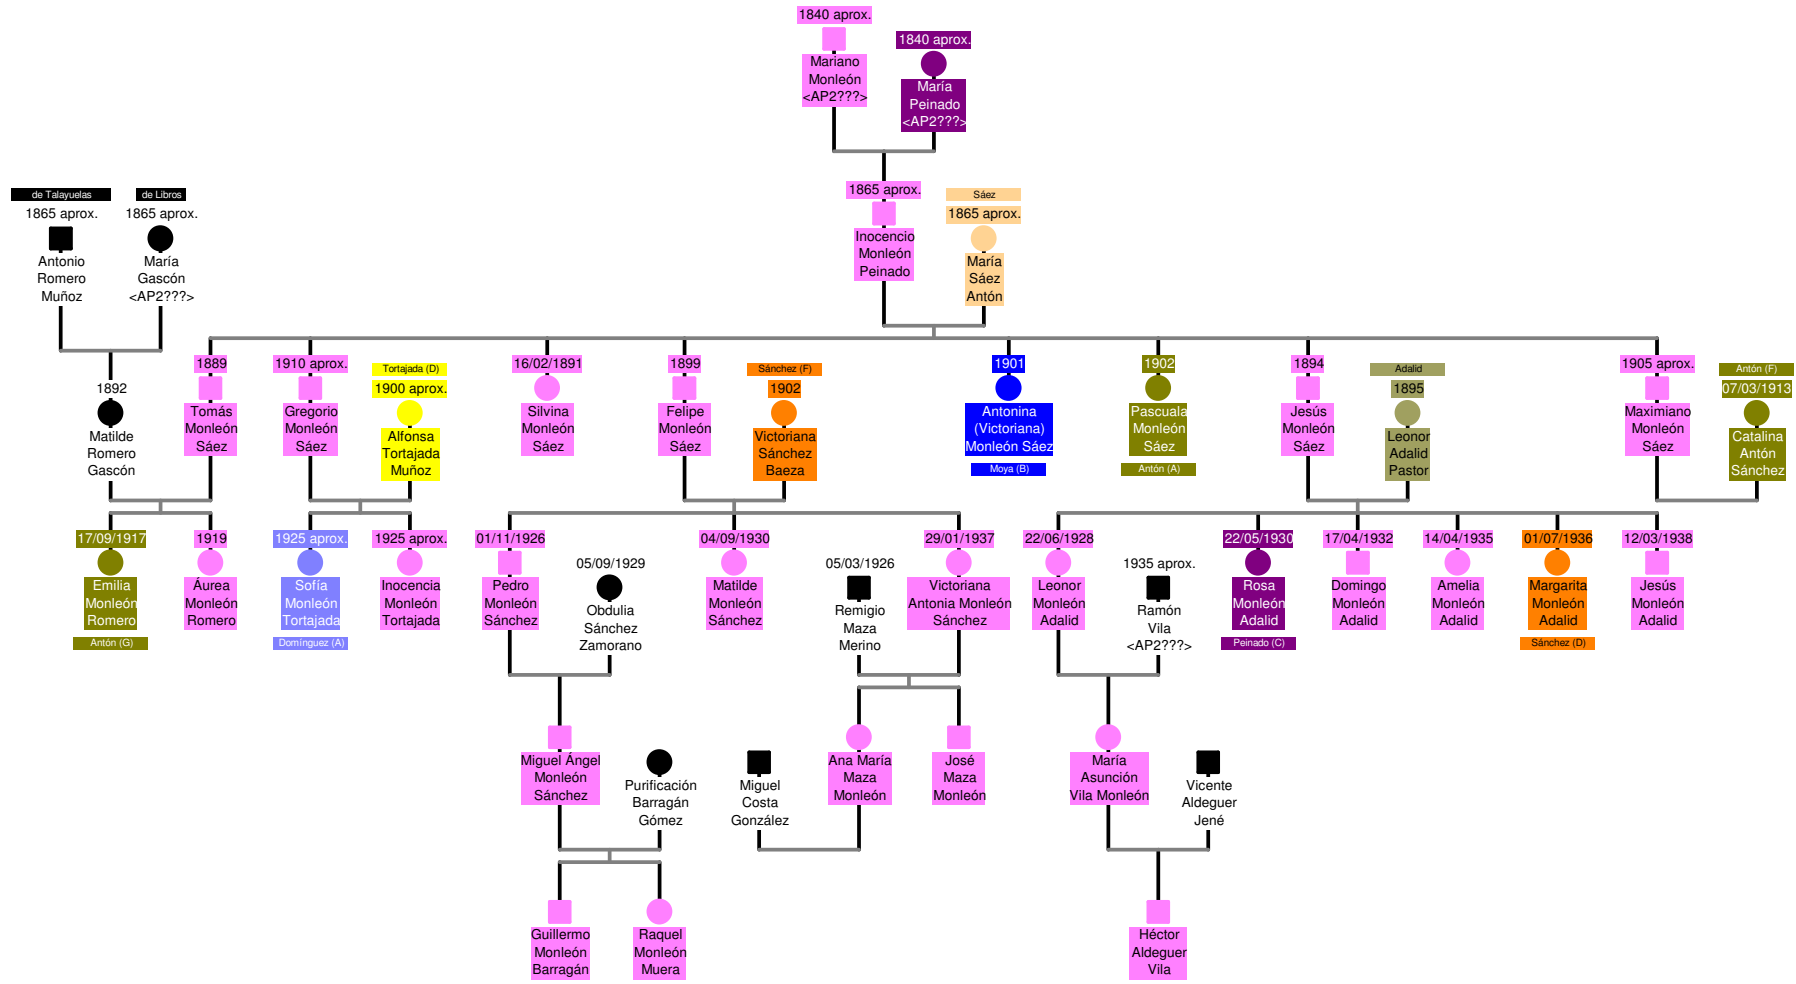 1840 aprox.
Mariano
Monleón
<AP2???>
1840 aprox.
María
Peinado
<AP2???>
de Talayuelas
1865 aprox.
Antonio
Romero
Muñoz
de Libros
1865 aprox.
María
Gascón
<AP2???>
1865 aprox.
Inocencio
Monleón
Peinado
Sáez
1865 aprox.
María
Sáez
Antón
1892
Matilde
Romero
Gascón
1889
Tomás
Monleón
Sáez
1910 aprox.
Gregorio
Monleón
Sáez
Tortajada (D)
1900 aprox.
Alfonsa
Tortajada
Muñoz
16/02/1891
Silvina
Monleón
Sáez
1899
Felipe
Monleón
Sáez
Sánchez (F)
1902
Victoriana
Sánchez
Baeza
1901
Antonina
(Victoriana)
Monleón Sáez
Moya (B)
1902
Pascuala
Monleón
Sáez
Antón (A)
1894
Jesús
Monleón
Sáez
Adalid
1895
Leonor
Adalid
Pastor
1905 aprox.
Maximiano
Monleón
Sáez
Antón (F)
07/03/1913
Catalina
Antón
Sánchez
17/09/1917
Emilia
Monleón
Romero
Antón (G)
1919
Áurea
Monleón
Romero
1925 aprox.
Sofía
Monleón
Tortajada
Domínguez (A)
1925 aprox.
Inocencia
Monleón
Tortajada
01/11/1926
Pedro
Monleón
Sánchez
05/09/1929
Obdulia
Sánchez
Zamorano
04/09/1930
Matilde
Monleón
Sánchez
05/03/1926
Remigio
Maza
Merino
29/01/1937
Victoriana
Antonia Monleón
Sánchez
22/06/1928
Leonor
Monleón
Adalid
1935 aprox.
Ramón
Vila
<AP2???>
22/05/1930
Rosa
Monleón
Adalid
Peinado (C)
17/04/1932
Domingo
Monleón
Adalid
14/04/1935
Amelia
Monleón
Adalid
01/07/1936
Margarita
Monleón
Adalid
Sánchez (D)
12/03/1938
Jesús
Monleón
Adalid
Miguel Ángel
Monleón
Sánchez
Purificación
Barragán
Gómez
Miguel
Costa
González
Ana María
Maza
Monleón
José
Maza
Monleón
María
Asunción
Vila Monleón
Vicente
Aldeguer
Jené
Guillermo
Monleón
Barragán
Raquel
Monleón
Muera
Héctor
Aldeguer
Vila